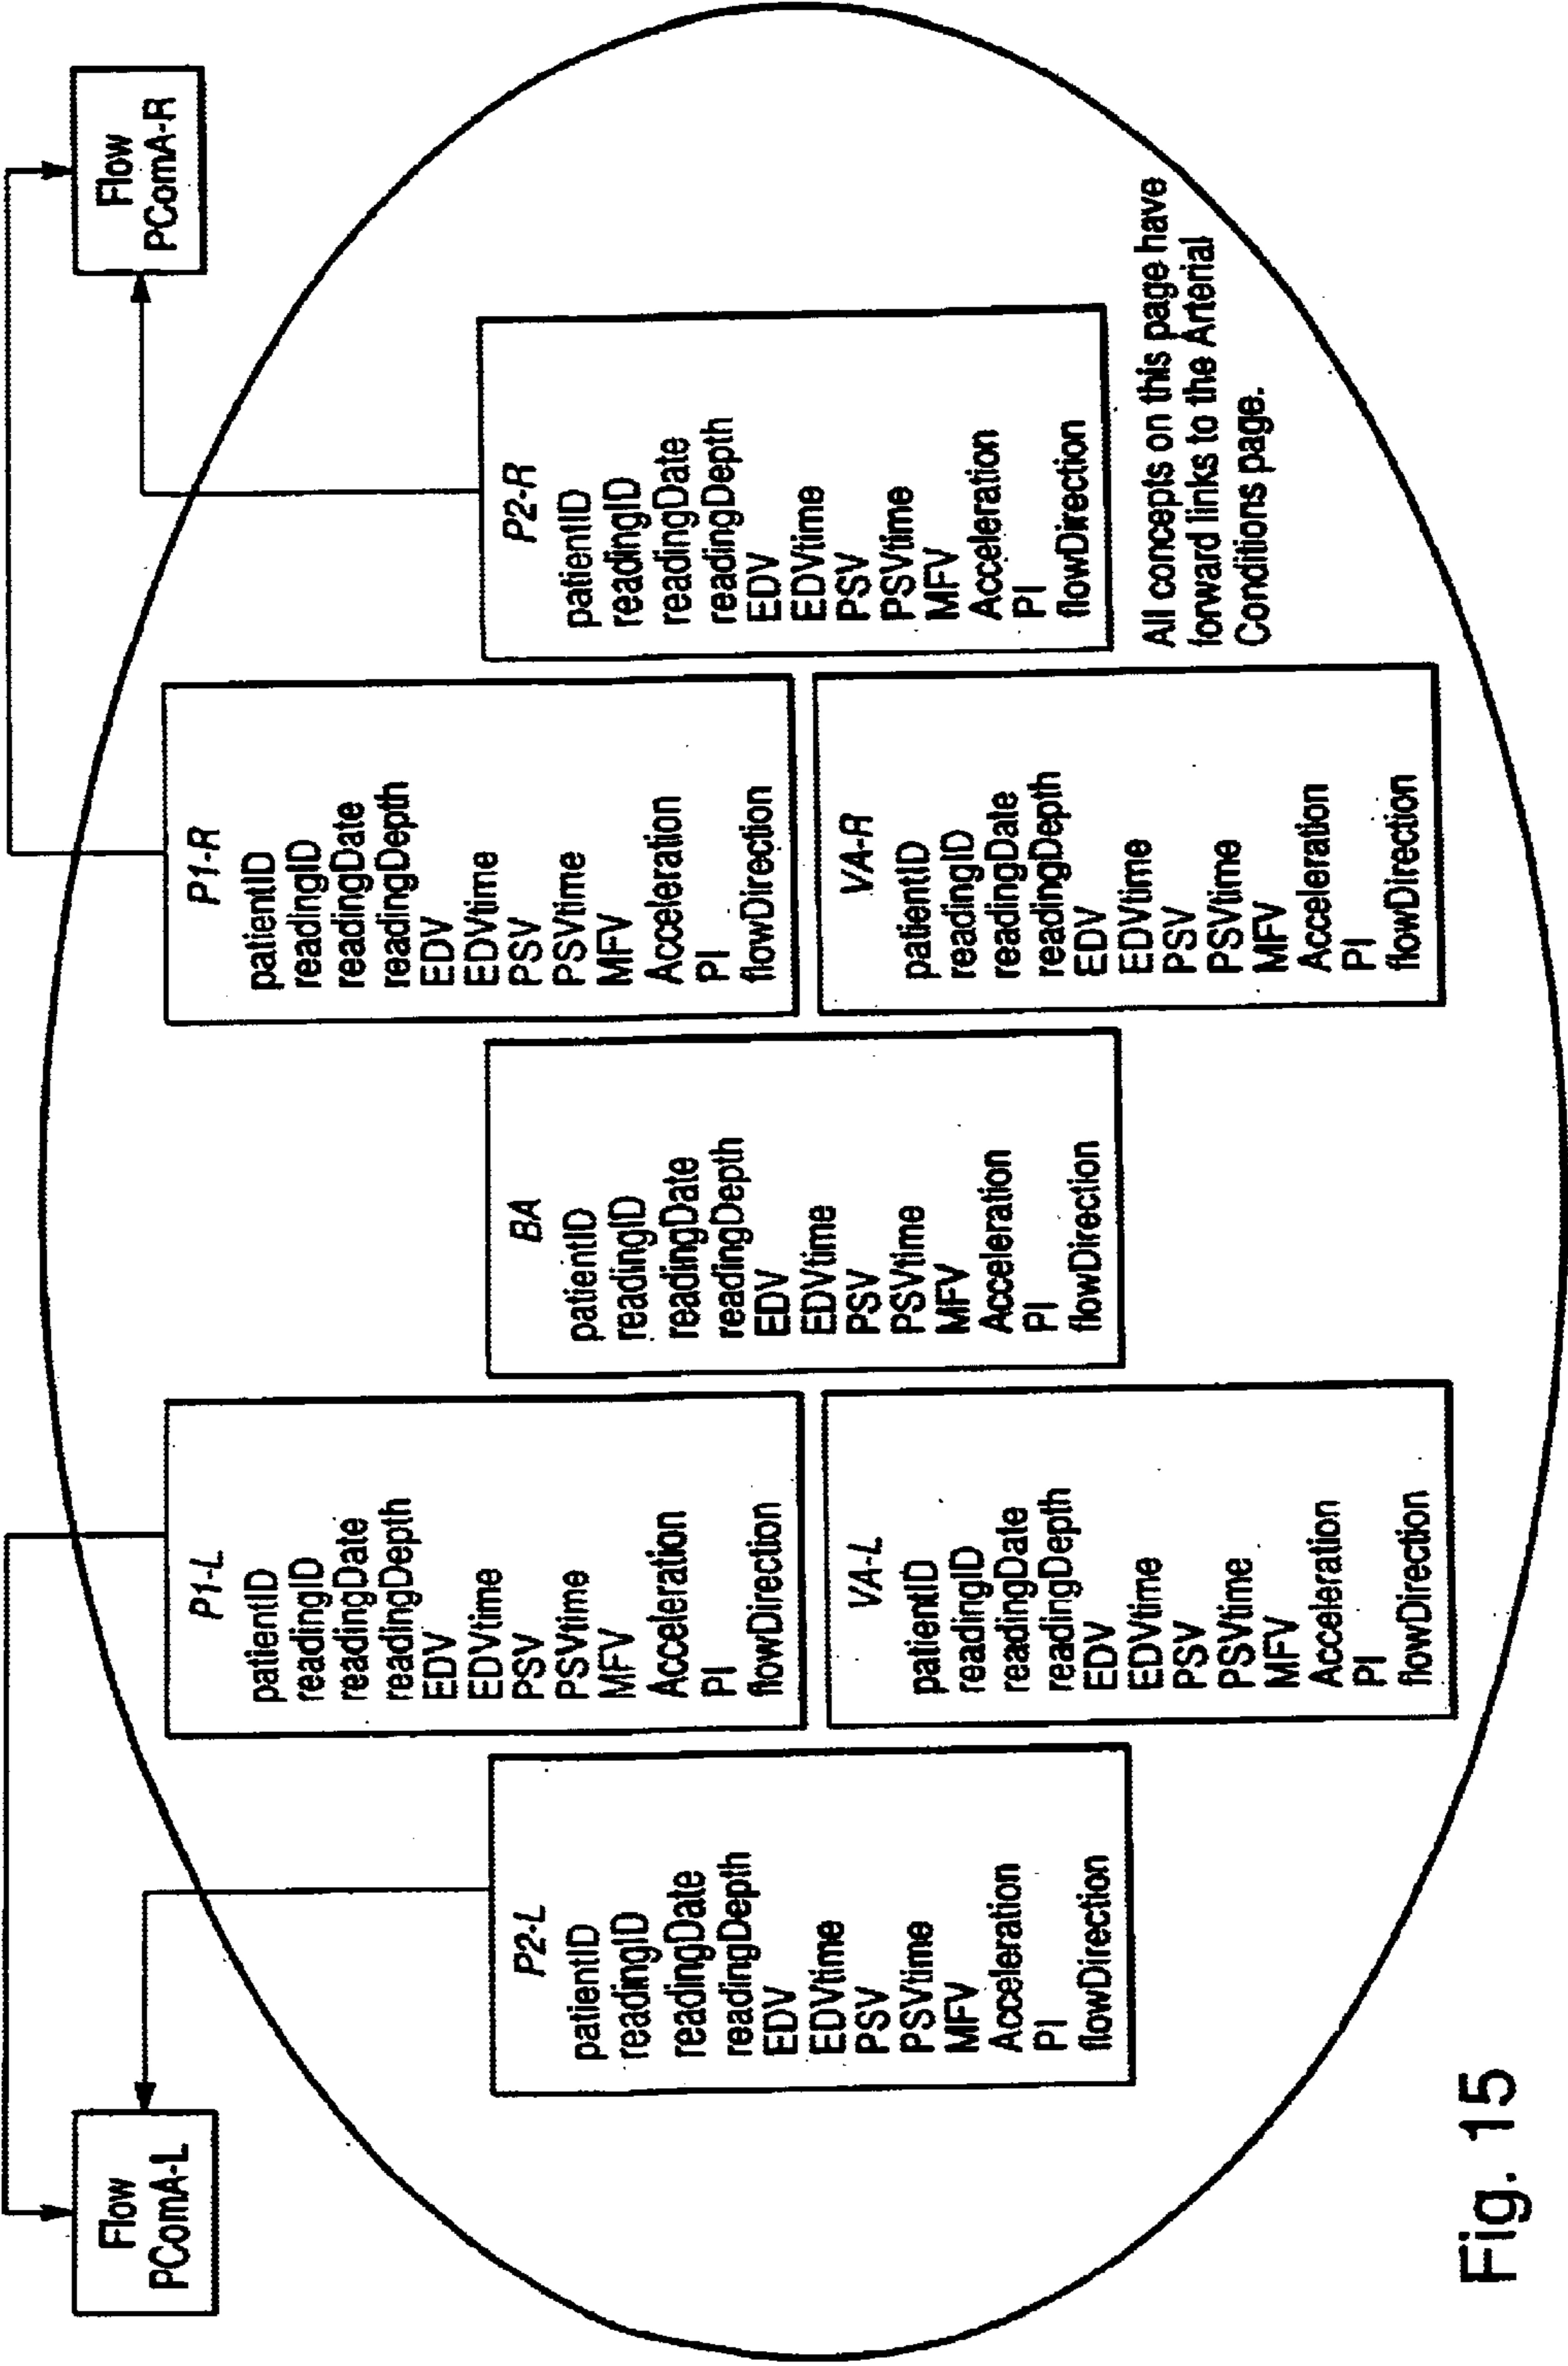 Flow
PComA-L
Flow
PComA-R
P1-L
patientID
readingID
readingDate
readingDepth
EDV
EDVtime
PSV
PSVtime
MFV
Acceleration
PI
flowDirection
P1-R
patientID
readingID
readingDate
readingDepth
EDV
EDVtime
PSV
PSVtime
MFV
Acceleration
PI
flowDirection
P2-L
patientID
readingID
readingDate
readingDepth
EDV
EDVtime
PSV
PSVtime
MFV
Acceleration
PI
flowDirection
BA
patientID
readingID
readingDate
readingDepth
EDV
EDVtime
PSV
PSVtime
MFV
Acceleration
PI
flowDirection
P2-R
patientID
readingID
readingDate
readingDepth
EDV
EDVtime
PSV
PSVtime
MFV
Acceleration
PI
flowDirection
VA-L
patientID
readingID
readingDate
readingDepth
EDV
EDVtime
PSV
PSVtime
MFV
Acceleration
PI
flowDirection
VA-R
patientID
readingID
readingDate
readingDepth
EDV
EDVtime
PSV
PSVtime
MFV
Acceleration
PI
flowDirection
All concepts on this page have
forward links to the Arterial
Conditions page.
Fig. 15